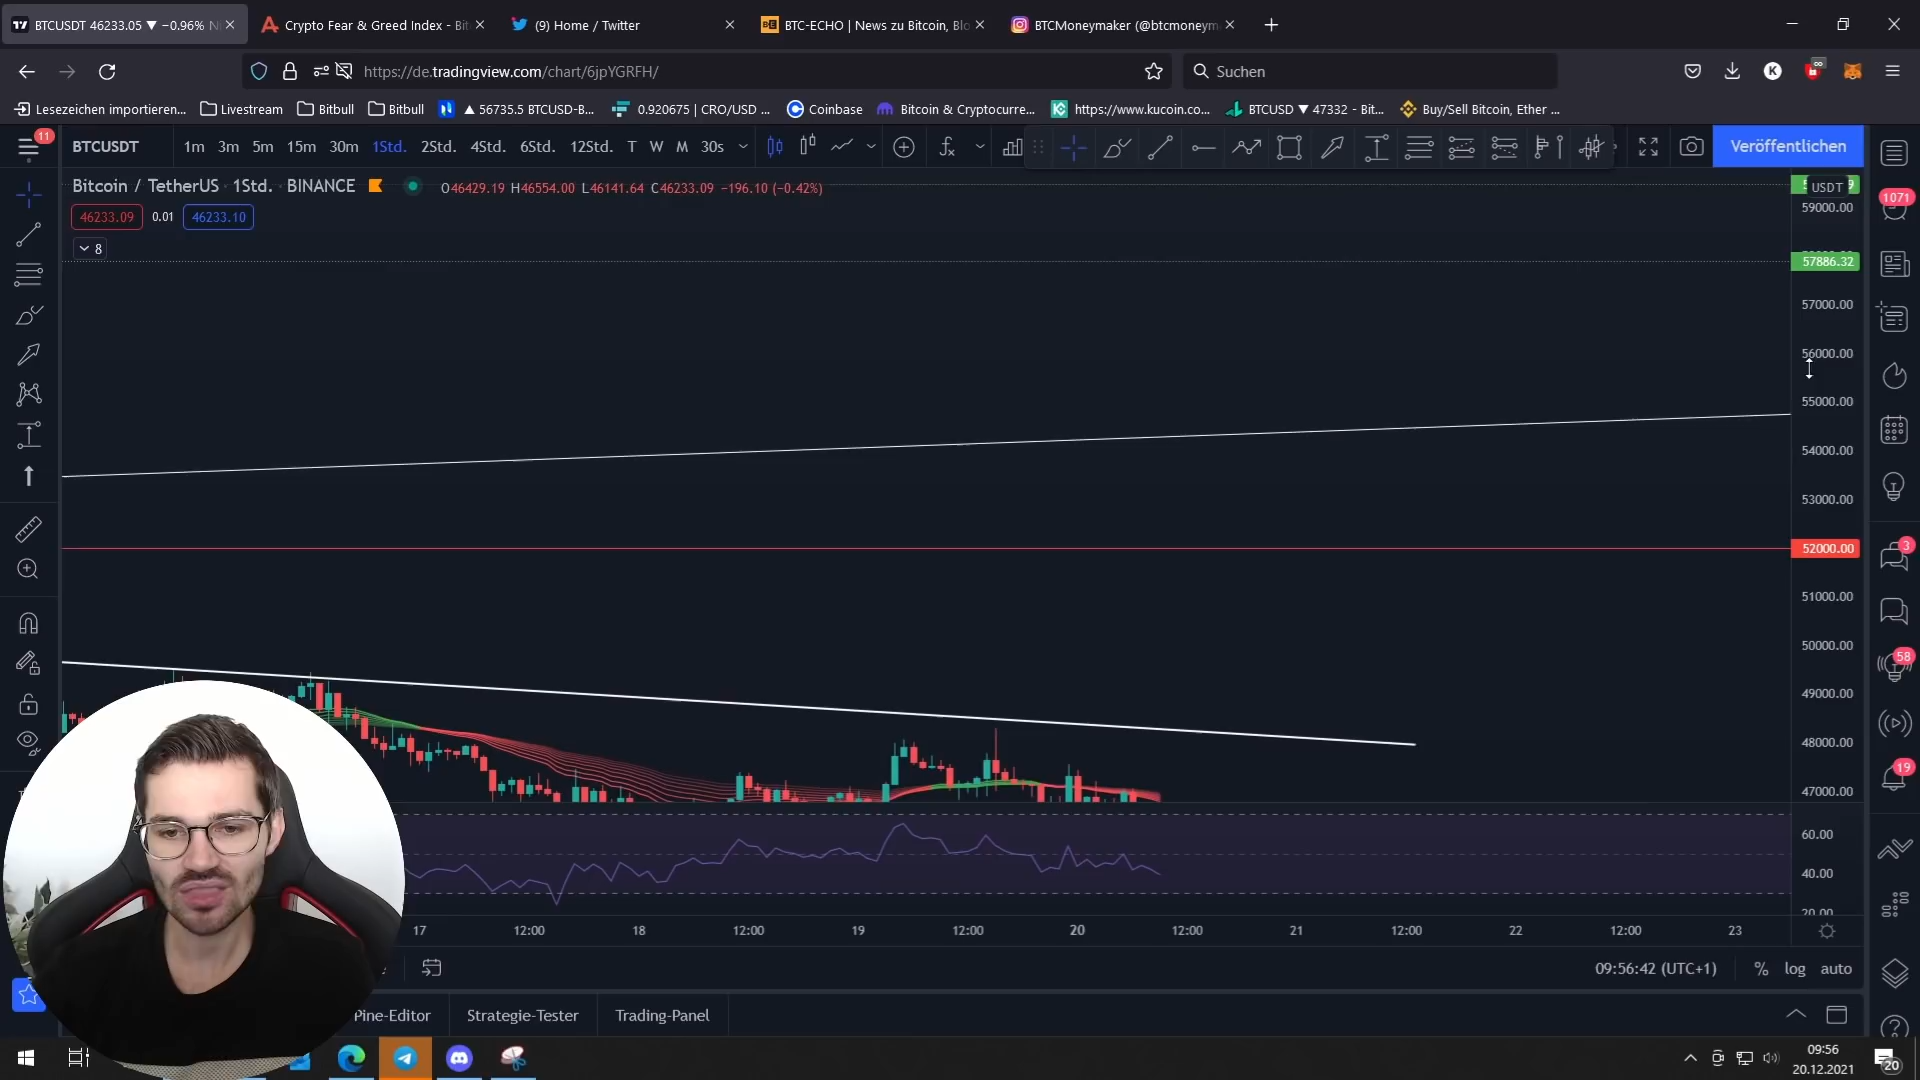 BTCUSDT 46233.05 ▼ −0.96%
Crypto Fear & Greed Index - Bit
(9) Home / Twitter
BTC-ECHO | News zu Bitcoin, Blo
BTCMoneymaker (@btcmoneym
https://de.tradingview.com/chart/6jpYGRFH/
Suchen
Lesezeichen importieren...
Livestream
Bitbull
Bitbull
▲ 56735.5 BTCUSD-B...
0.920675 | CRO/USD ...
Coinbase
Bitcoin & Cryptocurre...
https://www.kucoin.co...
BTCUSD ▼ 47332 - Bit...
Buy/Sell Bitcoin, Ether ...
11
BTCUSDT
1m 3m 5m 15m 30m 1Std. 2Std. 4Std. 6Std. 12Std. T W M 30s
Veröffentlichen
Bitcoin / TetherUS · 1Std. · BINANCE
O46429.19 H46554.00 L46141.64 C46233.09 −196.10 (−0.42%)
USDT
46233.09
0.01
46233.10
8
59000.00
57886.32
57000.00
56000.00
55000.00
54000.00
53000.00
52000.00
51000.00
50000.00
49000.00
48000.00
47000.00
60.00
40.00
20.00
1071
3
58
19
17
12:00
18
12:00
19
12:00
20
12:00
21
12:00
22
12:00
23
09:56:42 (UTC+1)
%
log
auto
Pine-Editor
Strategie-Tester
Trading-Panel
09:56
20.12.2021
20